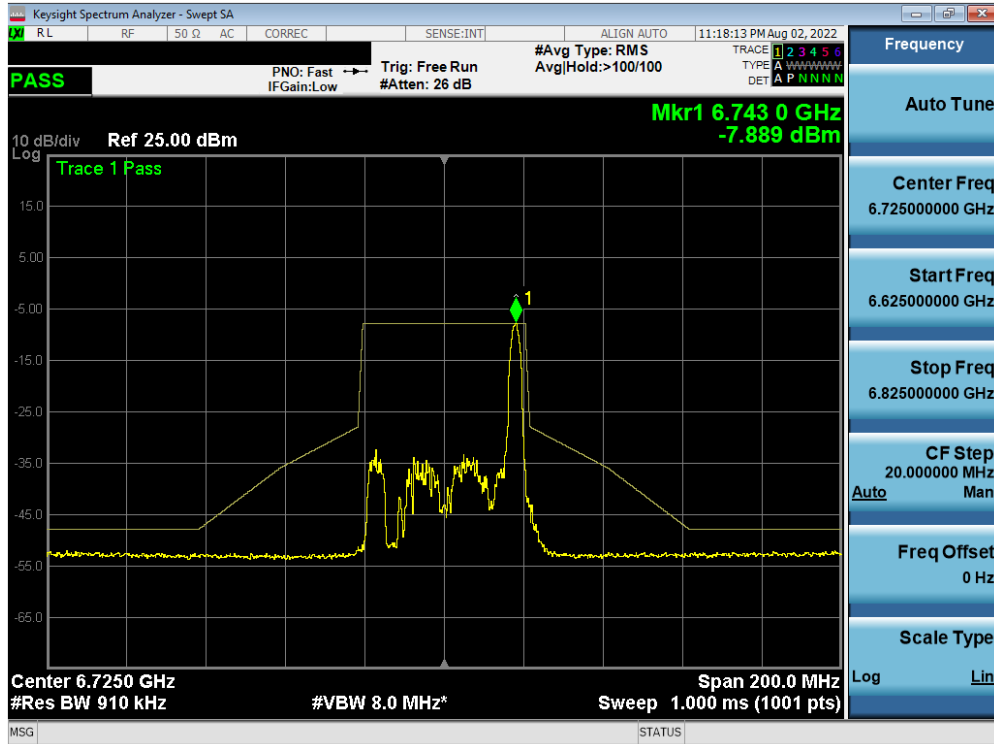 Keysight Spectrum Analyzer - Swept SA
LXI RL RF 50 Ω AC CORREC SENSE:INT ALIGN AUTO 11:18:13 PM Aug 02, 2022
PASS
PNO: Fast
IFGain:Low
Trig: Free Run
#Atten: 26 dB
#Avg Type: RMS
Avg|Hold:>100/100
TRACE 1 2 3 4 5 6
TYPE A WWWWW
DET A P N N N N
Mkr1 6.743 0 GHz
-7.889 dBm
10 dB/div Ref 25.00 dBm
Log
Trace 1 Pass
15.0
5.00
-5.00
-15.0
-25.0
-35.0
-45.0
-55.0
-65.0
1
Center 6.7250 GHz Span 200.0 MHz
#Res BW 910 kHz #VBW 8.0 MHz* Sweep 1.000 ms (1001 pts)
MSG STATUS
Frequency
Auto Tune
Center Freq
6.725000000 GHz
Start Freq
6.625000000 GHz
Stop Freq
6.825000000 GHz
CF Step
20.000000 MHz
Auto Man
Freq Offset
0 Hz
Scale Type
Log Lin